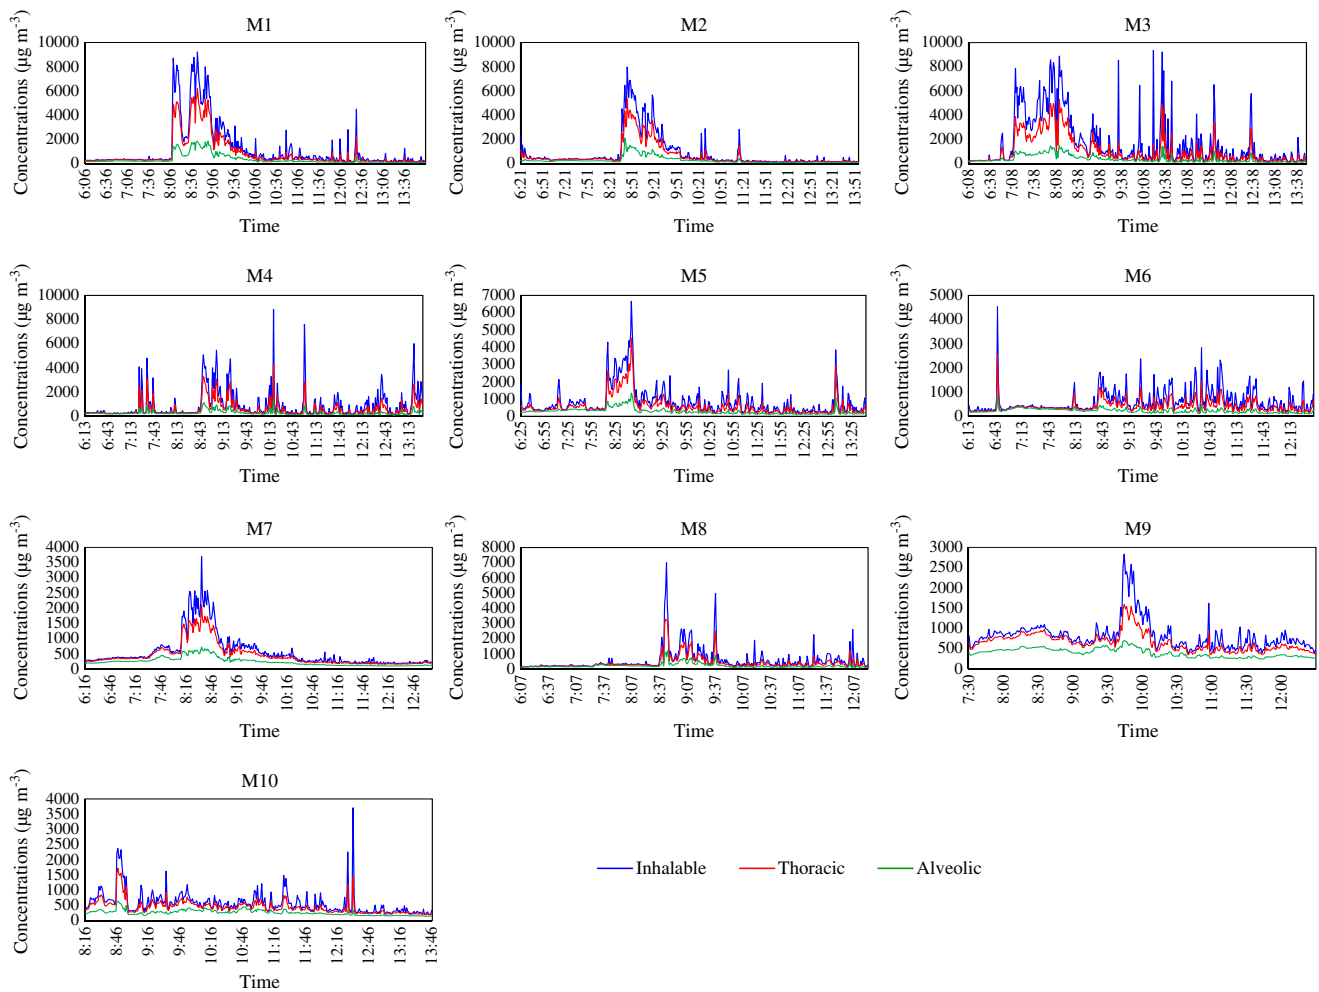 M1
Concentrations (µg m-3)
10000
8000
6000
4000
2000
0
6:06 6:36 7:06 7:36 8:06 8:36 9:06 9:36 10:06 10:36 11:06 11:36 12:06 12:36 13:06 13:36
Time
M2
Concentrations (µg m-3)
10000
8000
6000
4000
2000
0
6:21 6:51 7:21 7:51 8:21 8:51 9:21 9:51 10:21 10:51 11:21 11:51 12:21 12:51 13:21 13:51
Time
M3
Concentrations (µg m-3)
10000
8000
6000
4000
2000
0
6:08 6:38 7:08 7:38 8:08 8:38 9:08 9:38 10:08 10:38 11:08 11:38 12:08 12:38 13:08 13:38
Time
M4
Concentrations (µg m-3)
10000
8000
6000
4000
2000
0
6:13 6:43 7:13 7:43 8:13 8:43 9:13 9:43 10:13 10:43 11:13 11:43 12:13 12:43 13:13
Time
M5
Concentrations (µg m-3)
7000
6000
5000
4000
3000
2000
1000
0
6:25 6:55 7:25 7:55 8:25 8:55 9:25 9:55 10:25 10:55 11:25 11:55 12:25 12:55 13:25
Time
M6
Concentrations (µg m-3)
5000
4000
3000
2000
1000
0
6:13 6:43 7:13 7:43 8:13 8:43 9:13 9:43 10:13 10:43 11:13 11:43 12:13
Time
M7
Concentrations (µg m-3)
4000
3500
3000
2500
2000
1500
1000
500
0
6:16 6:46 7:16 7:46 8:16 8:46 9:16 9:46 10:16 10:46 11:16 11:46 12:16 12:46
Time
M8
Concentrations (µg m-3)
8000
7000
6000
5000
4000
3000
2000
1000
0
6:07 6:37 7:07 7:37 8:07 8:37 9:07 9:37 10:07 10:37 11:07 11:37 12:07
Time
M9
Concentrations (µg m-3)
3000
2500
2000
1500
1000
500
0
7:30 8:00 8:30 9:00 9:30 10:00 10:30 11:00 11:30 12:00
Time
M10
Concentrations (µg m-3)
4000
3500
3000
2500
2000
1500
1000
500
0
8:16 8:46 9:16 9:46 10:16 10:46 11:16 11:46 12:16 12:46 13:16 13:46
Time
Inhalable Thoracic Alveolic